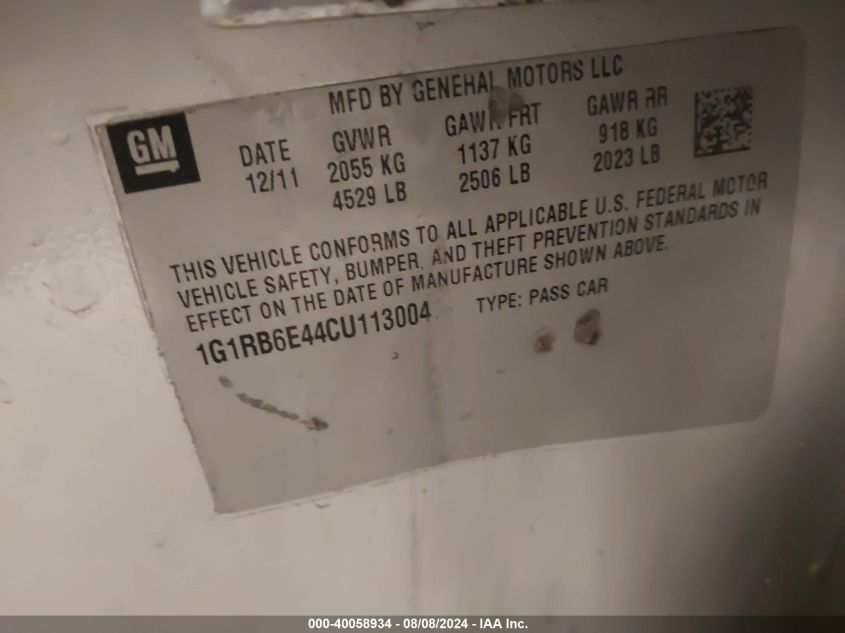 MFD BY GENERAL MOTORS LLC
GM
DATE
12/11
GVWR
2055 KG
4529 LB
GAWR FRT
1137 KG
2506 LB
GAWR RR
918 KG
2023 LB
THIS VEHICLE CONFORMS TO ALL APPLICABLE U.S. FEDERAL MOTOR
VEHICLE SAFETY, BUMPER, AND THEFT PREVENTION STANDARDS IN
EFFECT ON THE DATE OF MANUFACTURE SHOWN ABOVE.
1G1RB6E44CU113004 TYPE: PASS CAR
000-40058934 - 08/08/2024 - IAA Inc.